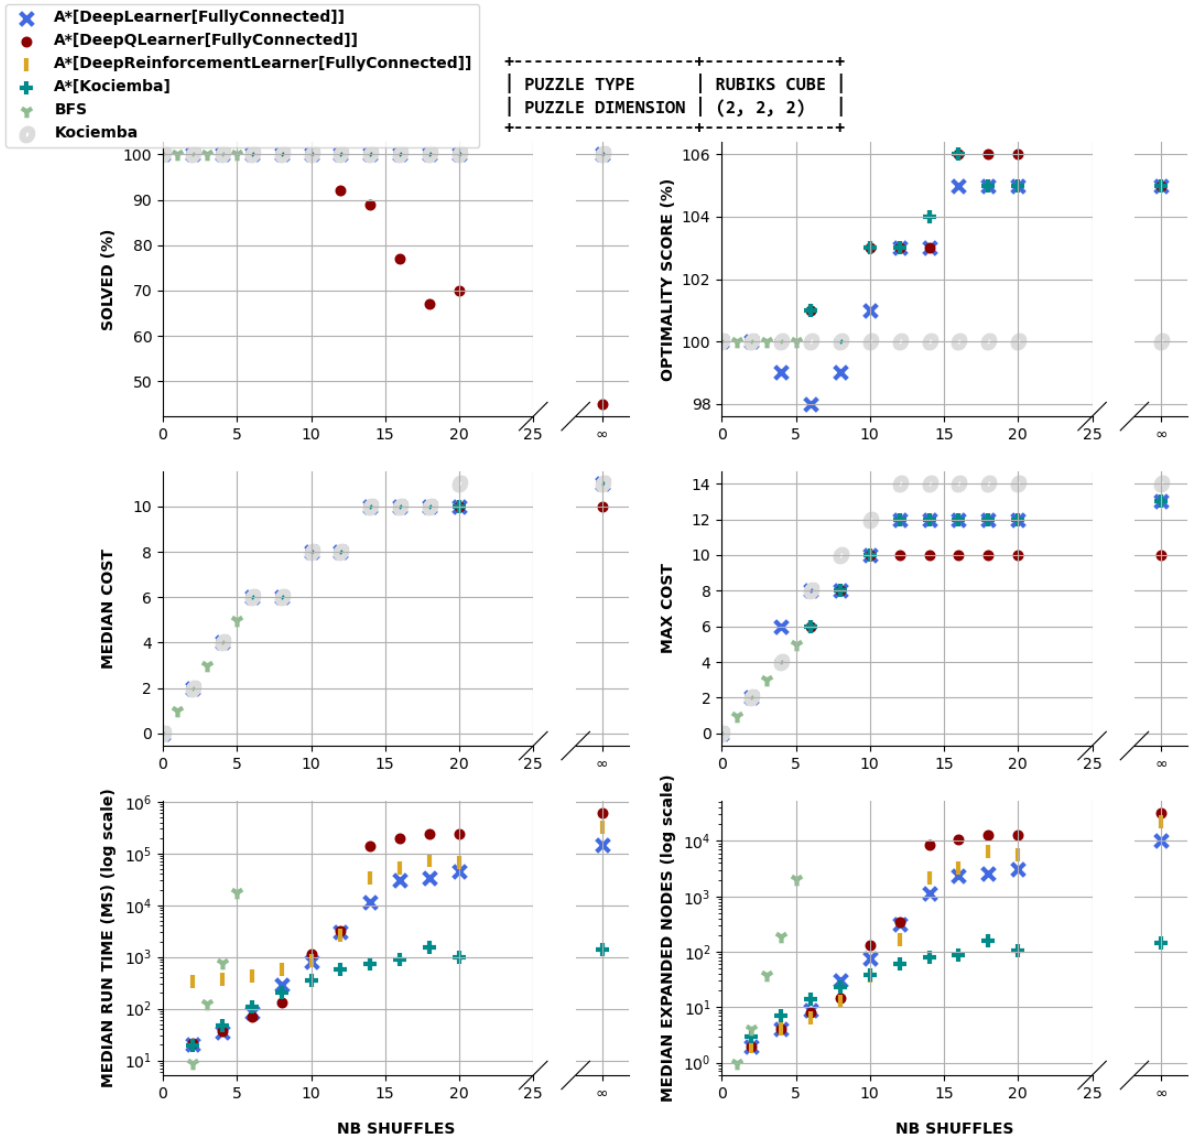 A*[DeepLearner[FullyConnected]]
A*[DeepQLearner[FullyConnected]]
A*[DeepReinforcementLearner[FullyConnected]]
A*[Kociemba]
BFS
Kociemba
+-------------------+--------------+
| PUZZLE TYPE | RUBIKS CUBE |
| PUZZLE DIMENSION | (2, 2, 2) |
+-------------------+--------------+
SOLVED (%)
100
90
80
70
60
50
0 5 10 15 20 25 ∞
OPTIMALITY SCORE (%)
106
104
102
100
98
0 5 10 15 20 25 ∞
MEDIAN COST
10
8
6
4
2
0
0 5 10 15 20 25 ∞
MAX COST
14
12
10
8
6
4
2
0
0 5 10 15 20 25 ∞
MEDIAN RUN TIME (MS) (log scale)
10⁶
10⁵
10⁴
10³
10²
10¹
0 5 10 15 20 25 ∞
NB SHUFFLES
MEDIAN EXPANDED NODES (log scale)
10⁴
10³
10²
10¹
10⁰
0 5 10 15 20 25 ∞
NB SHUFFLES